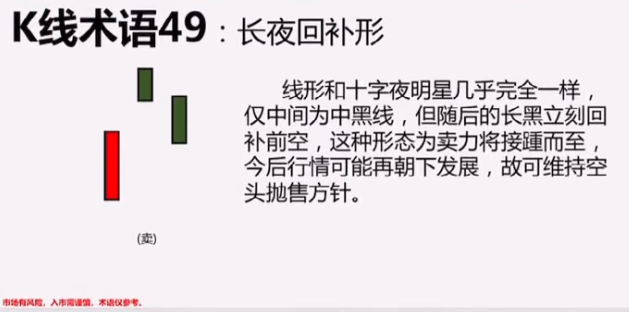 K线术语49：长夜回补形
线形和十字夜明星几乎完全一样，
仅中间为中黑线，但随后的长黑立刻回
补前空，这种形态为卖力将接踵而至，
今后行情可能再朝下发展，故可维持空
头抛售方针。
(卖)
市场有风险，入市需谨慎，术语仅参考。